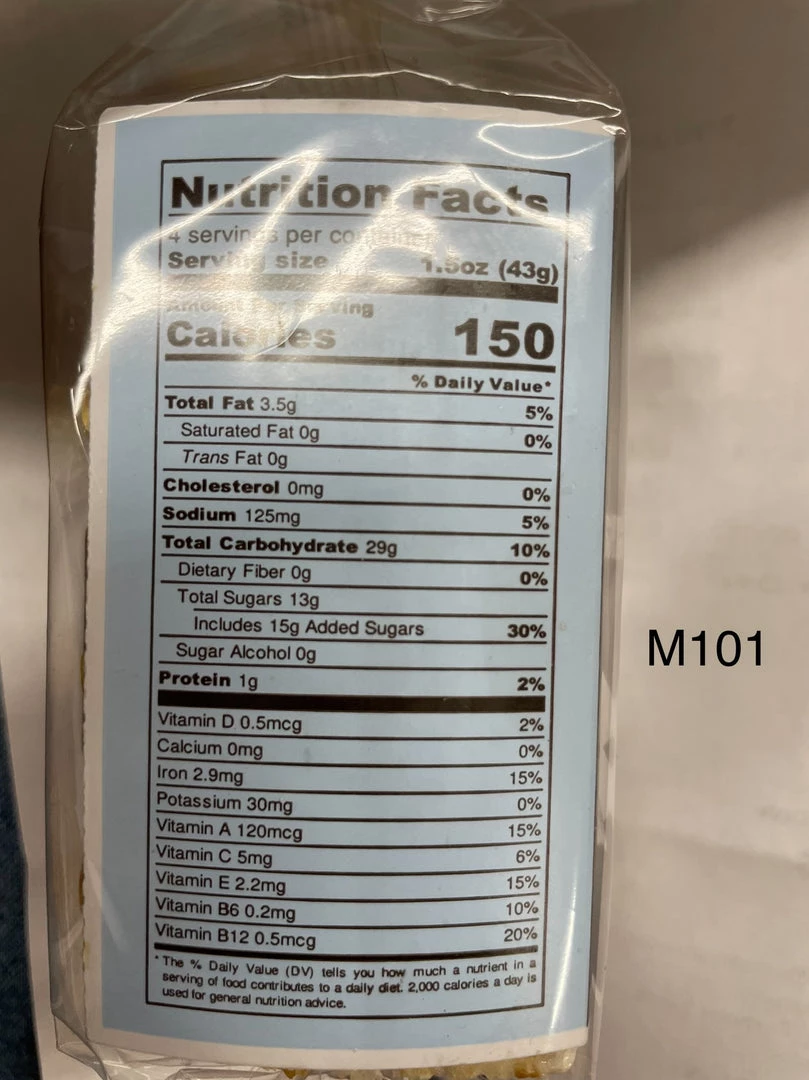 Nutrition Facts
4 servings per container
Serving size 1.5oz (43g)
Amount Per Serving
Calories 150
% Daily Value*
Total Fat 3.5g 5%
Saturated Fat 0g 0%
Trans Fat 0g
Cholesterol 0mg 0%
Sodium 125mg 5%
Total Carbohydrate 29g 10%
Dietary Fiber 0g 0%
Total Sugars 13g
Includes 15g Added Sugars 30%
Sugar Alcohol 0g
Protein 1g 2%
Vitamin D 0.5mcg 2%
Calcium 0mg 0%
Iron 2.9mg 15%
Potassium 30mg 0%
Vitamin A 120mcg 15%
Vitamin C 5mg 6%
Vitamin E 2.2mg 15%
Vitamin B6 0.2mg 10%
Vitamin B12 0.5mcg 20%
* The % Daily Value (DV) tells you how much a nutrient in a
serving of food contributes to a daily diet. 2,000 calories a day is
used for general nutrition advice.
M101